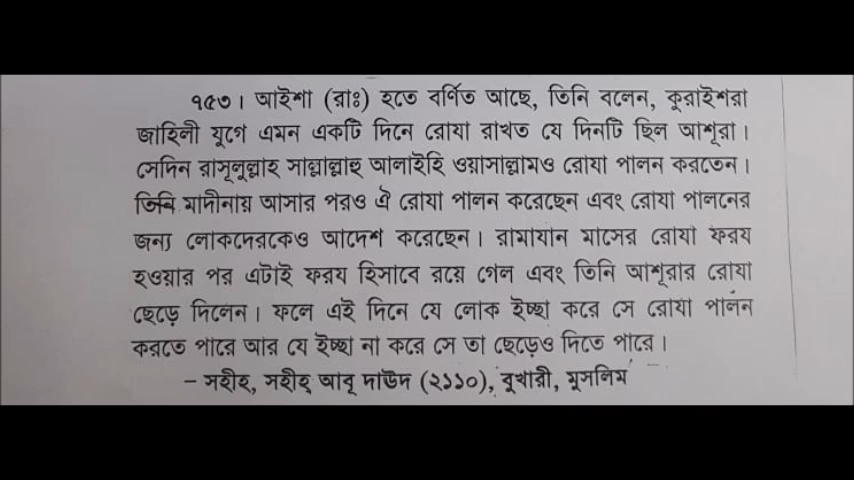 ৭৫৩। আইশা (রাঃ) হতে বর্ণিত আছে, তিনি বলেন, কুরাইশরা
জাহিলী যুগে এমন একটি দিনে রোযা রাখত যে দিনটি ছিল আশূরা।
সেদিন রাসূলুল্লাহ সাল্লাল্লাহু আলাইহি ওয়াসাল্লামও রোযা পালন করতেন।
তিনি মাদীনায় আসার পরও ঐ রোযা পালন করেছেন এবং রোযা পালনের
জন্য লোকদেরকেও আদেশ করেছেন। রামাযান মাসের রোযা ফরয
হওয়ার পর এটাই ফরয হিসাবে রয়ে গেল এবং তিনি আশূরার রোযা
ছেড়ে দিলেন। ফলে এই দিনে যে লোক ইচ্ছা করে সে রোযা পালন
করতে পারে আর যে ইচ্ছা না করে সে তা ছেড়েও দিতে পারে।
– সহীহ, সহীহ্ আবূ দাউদ (২১১০), বুখারী, মুসলিম